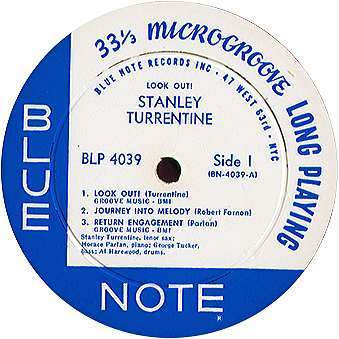 33⅓ MICROGROOVE LONG PLAYING
BLUE NOTE RECORDS INC • 47 WEST 63rd • NYC
LOOK OUT!
STANLEY
TURRENTINE
BLP 4039 Side 1
(BN-4039-A)
1. LOOK OUT! (Turrentine)
GROOVE MUSIC - BMI
2. JOURNEY INTO MELODY (Robert Farnon)
3. RETURN ENGAGEMENT (Parlan)
GROOVE MUSIC - BMI
Stanley Turrentine, tenor sax;
Horace Parlan, piano; George Tucker,
bass; Al Harewood, drums.
BLUE
NOTE
R